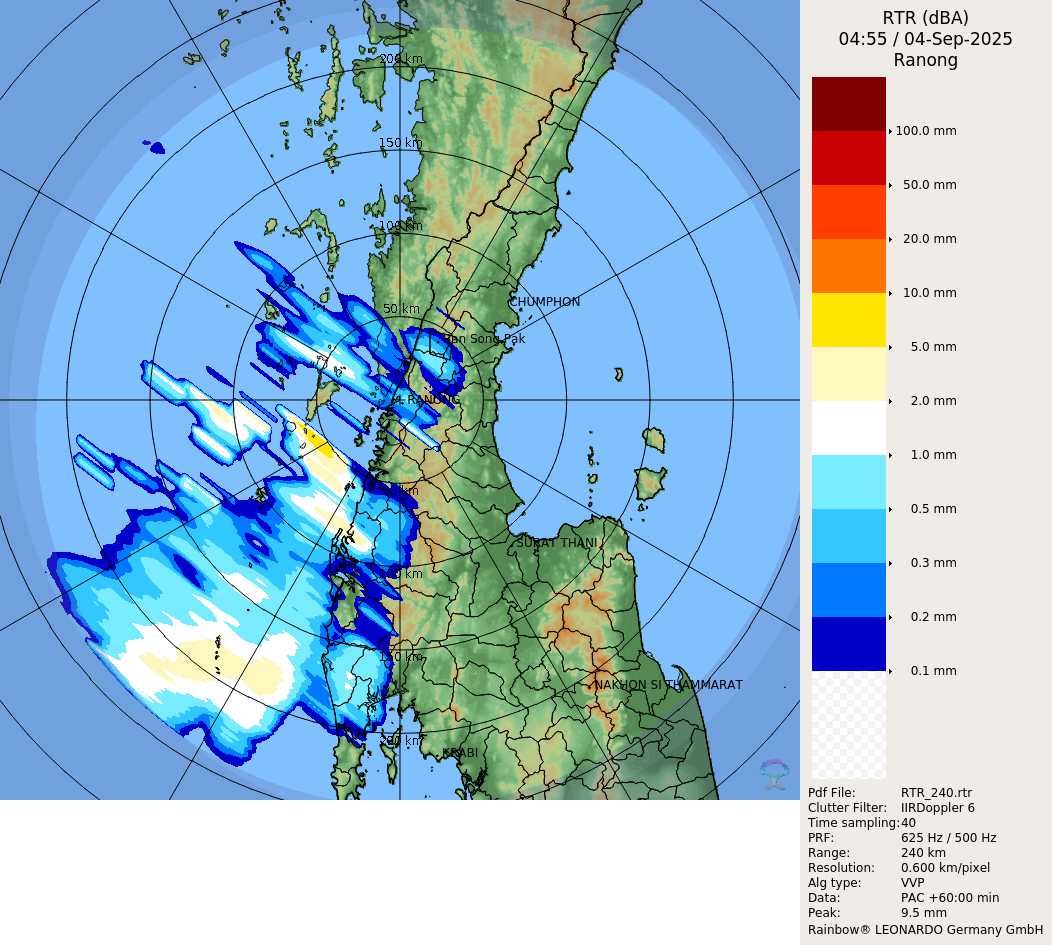 RTR (dBA)
04:55 / 04-Sep-2025
Ranong
200 km
150 km
100 km
50 km
CHUMPHON
Ban Song Pak
RANONG
km
SURAT THANI
km
150 km
NAKHON SI THAMMARAT
200 km
KRABI
100.0 mm
50.0 mm
20.0 mm
10.0 mm
5.0 mm
2.0 mm
1.0 mm
0.5 mm
0.3 mm
0.2 mm
0.1 mm
Pdf File: RTR_240.rtr
Clutter Filter: IIRDoppler 6
Time sampling:40
PRF: 625 Hz / 500 Hz
Range: 240 km
Resolution: 0.600 km/pixel
Alg type: VVP
Data: PAC +60:00 min
Peak: 9.5 mm
Rainbow® LEONARDO Germany GmbH